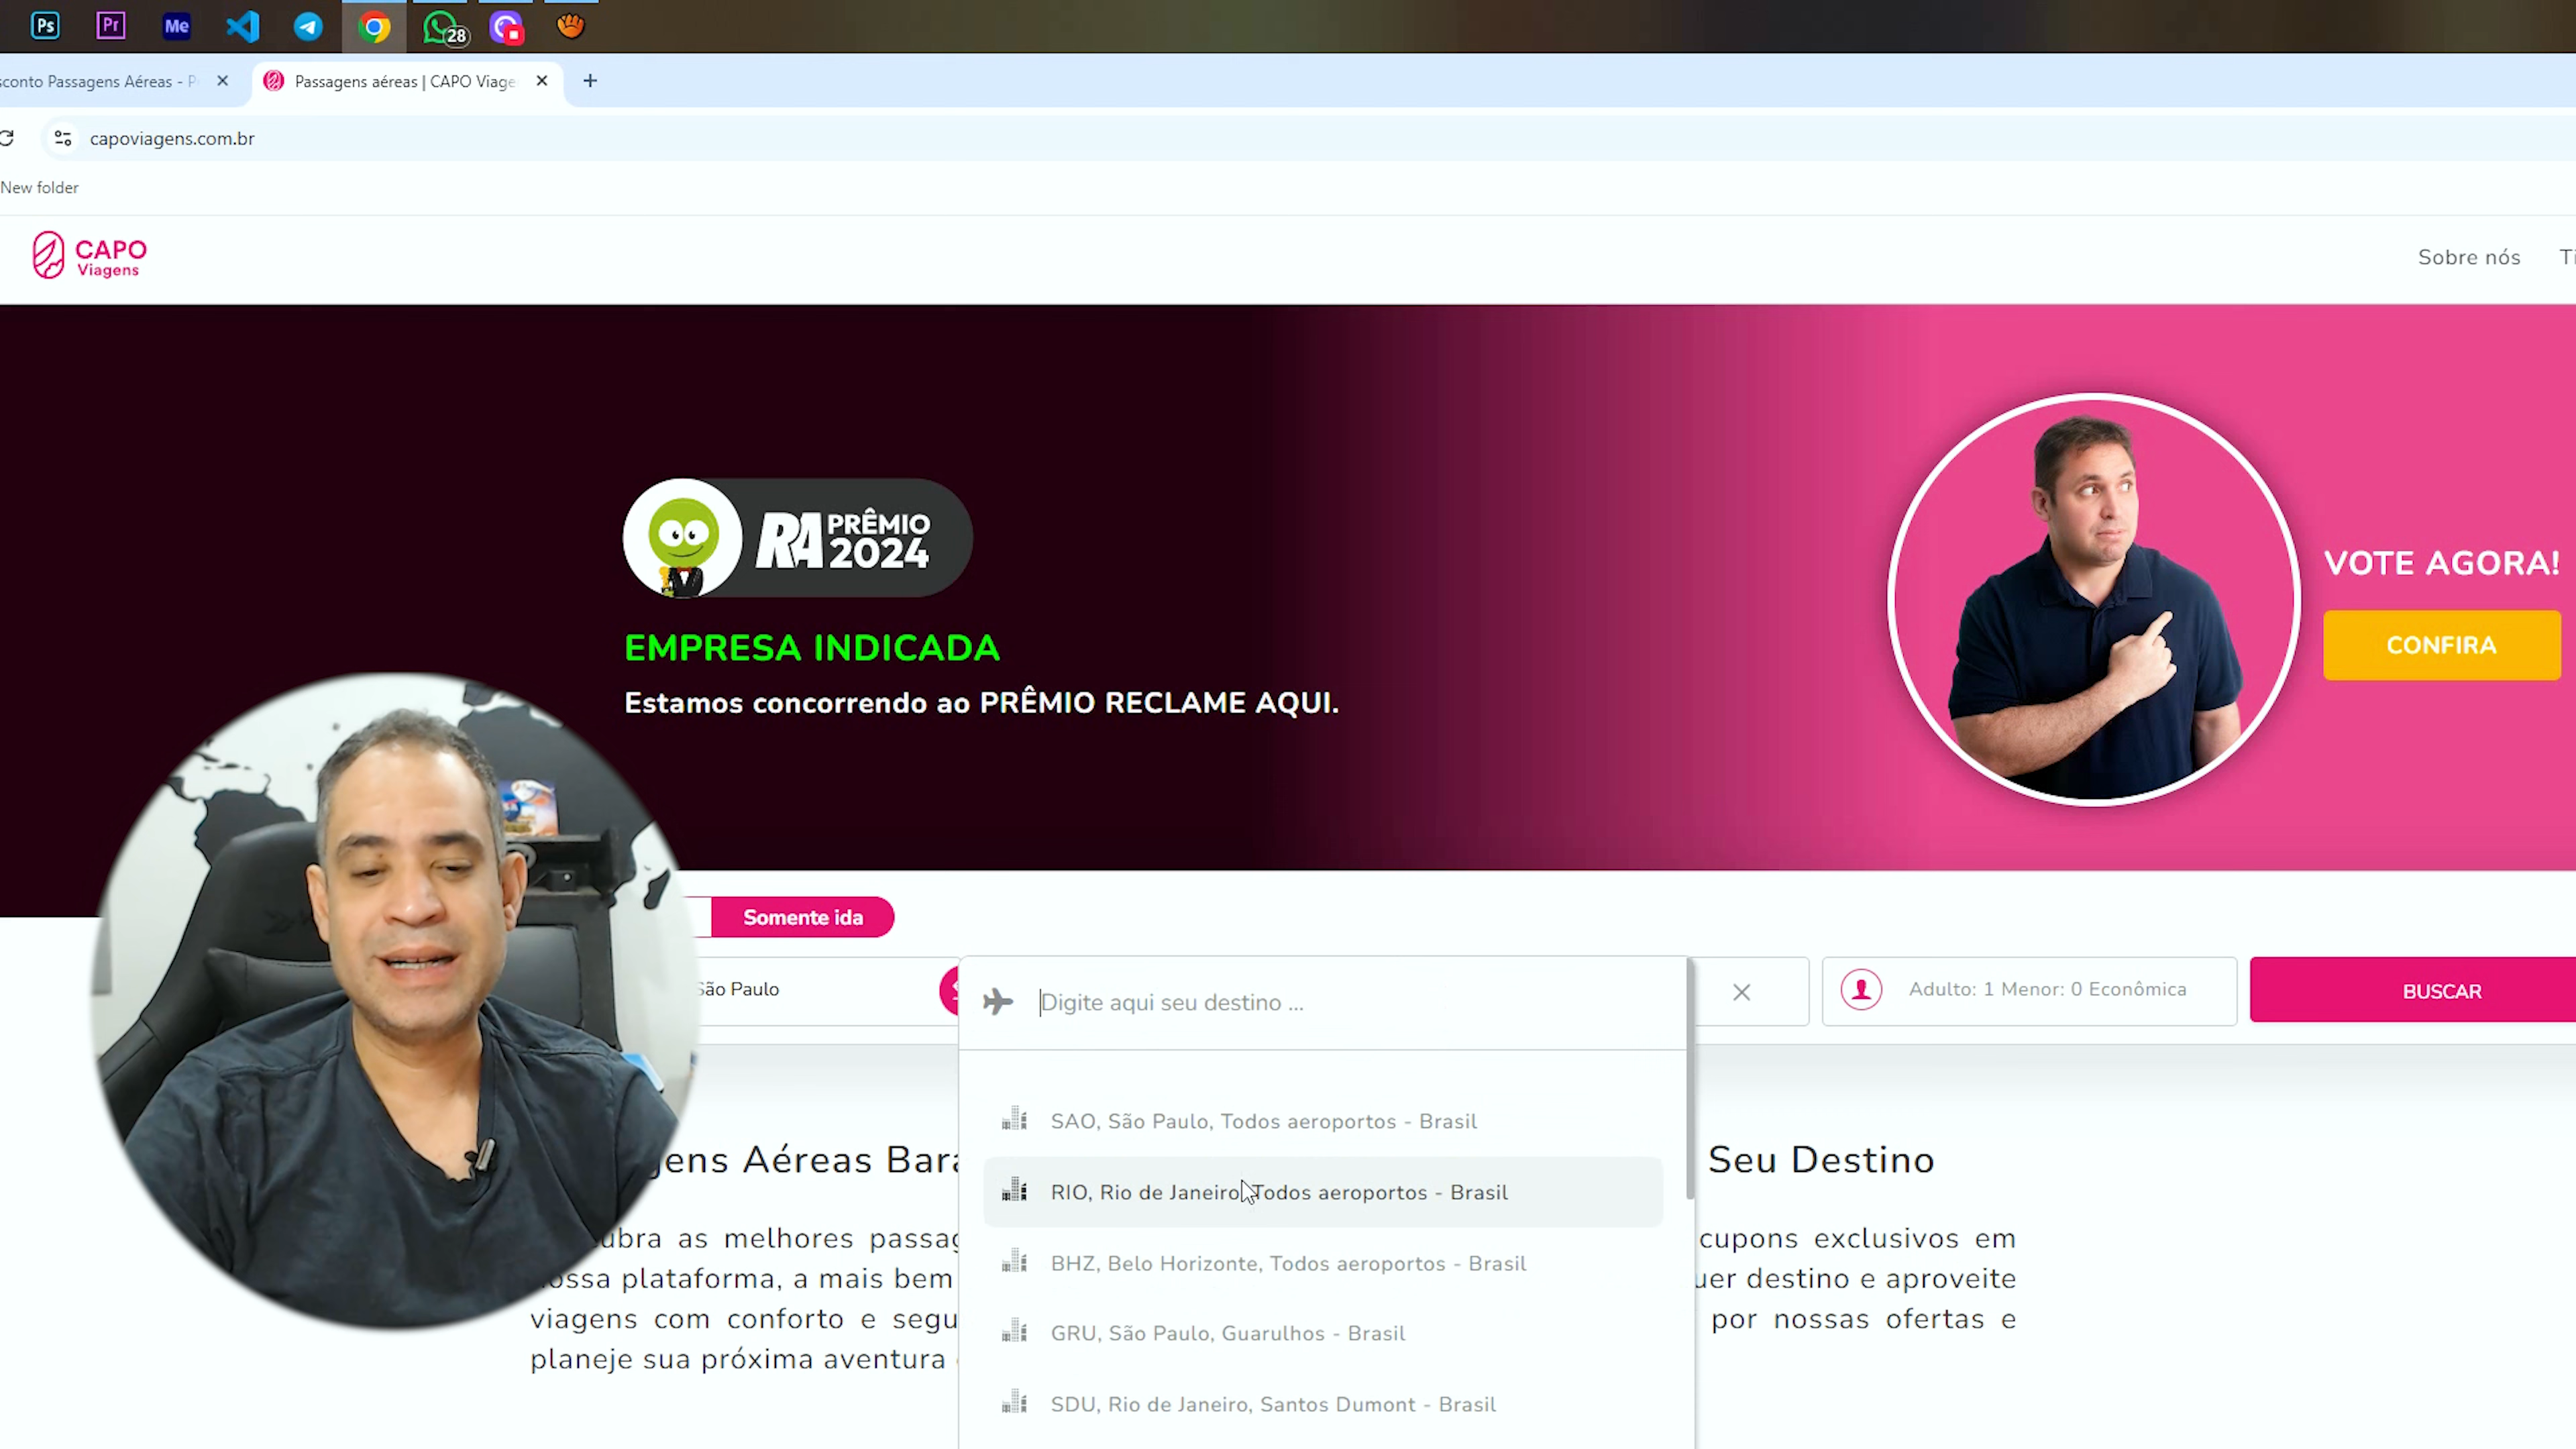 Ps
Pr
Me
28
sconto Passagens Aéreas - P
Passagens aéreas | CAPO Viage
capoviagens.com.br
New folder
CAPO
Viagens
Sobre nós
RA PRÊMIO
2024
EMPRESA INDICADA
Estamos concorrendo ao PRÊMIO RECLAME AQUI.
VOTE AGORA!
CONFIRA
Somente ida
São Paulo
Digite aqui seu destino ...
Adulto: 1 Menor: 0 Econômica
BUSCAR
SAO, São Paulo, Todos aeroportos - Brasil
RIO, Rio de Janeiro, Todos aeroportos - Brasil
BHZ, Belo Horizonte, Todos aeroportos - Brasil
GRU, São Paulo, Guarulhos - Brasil
SDU, Rio de Janeiro, Santos Dumont - Brasil
gens Aéreas Bara Seu Destino
ubra as melhores passag cupons exclusivos em
nossa plataforma, a mais bem uer destino e aproveite
viagens com conforto e segu por nossas ofertas e
planeje sua próxima aventura